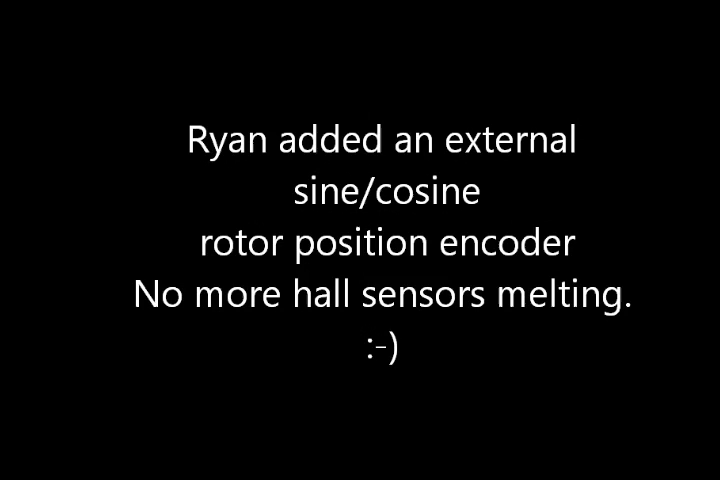 Ryan added an external
sine/cosine
rotor position encoder
No more hall sensors melting.
:-)